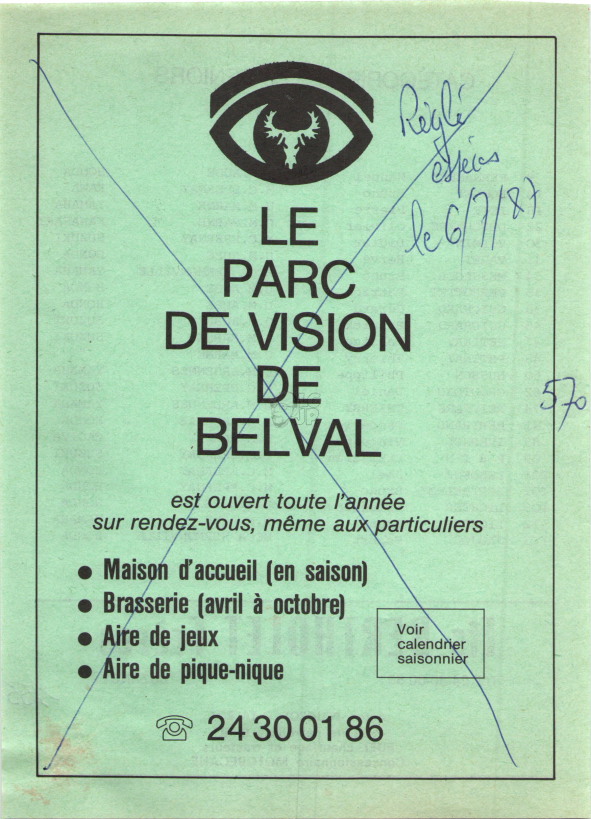 Réglé
espèces
le 6/7/87
LE
PARC
DE VISION
DE
BELVAL
570
est ouvert toute l'année
sur rendez-vous, même aux particuliers
● Maison d'accueil (en saison)
● Brasserie (avril à octobre)
● Aire de jeux
● Aire de pique-nique
Voir
calendrier
saisonnier
☏ 24 30 01 86